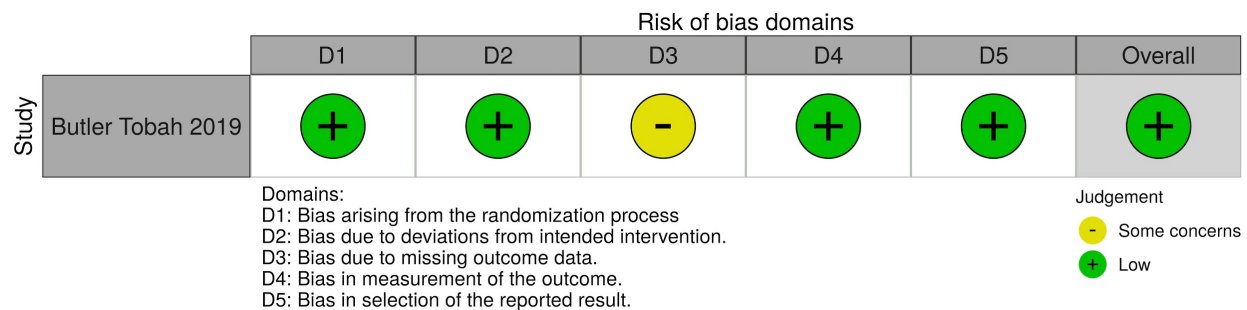 Risk of bias domains
D1 D2 D3 D4 D5 Overall
Study
Butler Tobah 2019 + + - + + +
Domains:
D1: Bias arising from the randomization process
D2: Bias due to deviations from intended intervention.
D3: Bias due to missing outcome data.
D4: Bias in measurement of the outcome.
D5: Bias in selection of the reported result.
Judgement
- Some concerns
+ Low